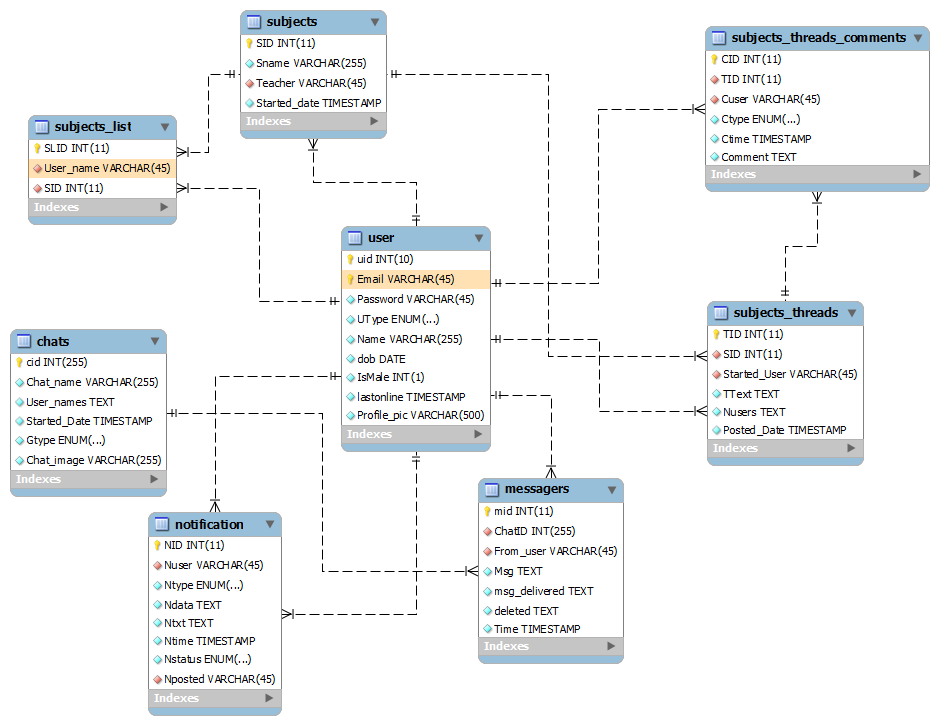 subjects
SID INT(11)
Sname VARCHAR(255)
Teacher VARCHAR(45)
Started_date TIMESTAMP
Indexes
subjects_threads_comments
CID INT(11)
TID INT(11)
Cuser VARCHAR(45)
Ctype ENUM(...)
Ctime TIMESTAMP
Comment TEXT
Indexes
subjects_list
SLID INT(11)
User_name VARCHAR(45)
SID INT(11)
Indexes
user
uid INT(10)
Email VARCHAR(45)
Password VARCHAR(45)
UType ENUM(...)
Name VARCHAR(255)
dob DATE
IsMale INT(1)
lastonline TIMESTAMP
Profile_pic VARCHAR(500)
Indexes
subjects_threads
TID INT(11)
SID INT(11)
Started_User VARCHAR(45)
TText TEXT
Nusers TEXT
Posted_Date TIMESTAMP
Indexes
chats
cid INT(255)
Chat_name VARCHAR(255)
User_names TEXT
Started_Date TIMESTAMP
Gtype ENUM(...)
Chat_image VARCHAR(255)
Indexes
messagers
mid INT(11)
ChatID INT(255)
From_user VARCHAR(45)
Msg TEXT
msg_delivered TEXT
deleted TEXT
Time TIMESTAMP
Indexes
notification
NID INT(11)
Nuser VARCHAR(45)
Ntype ENUM(...)
Ndata TEXT
Ntxt TEXT
Ntime TIMESTAMP
Nstatus ENUM(...)
Nposted VARCHAR(45)
Indexes